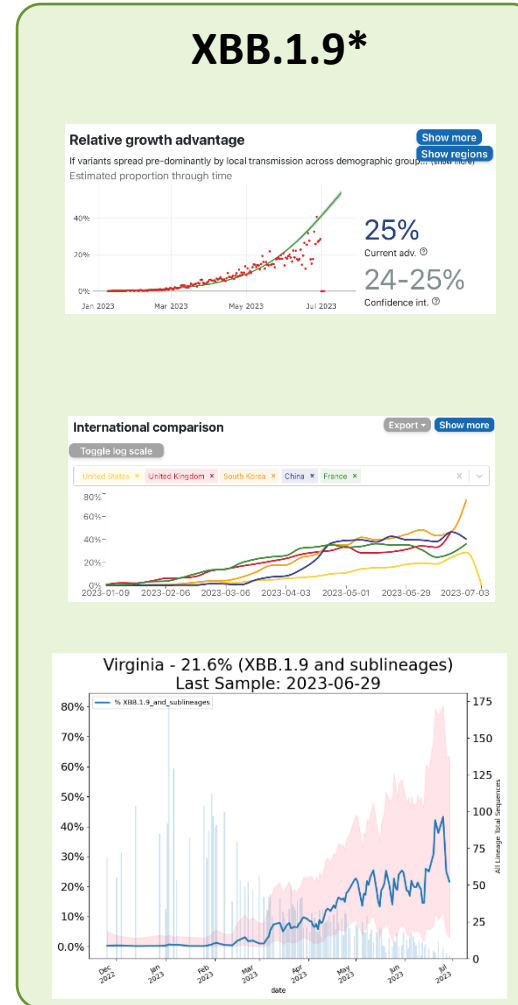 XBB.1.9*
Relative growth advantage
Show more
Show regions
If variants spread pre-dominantly by local transmission across demographic group... (show more)
Estimated proportion through time
40%
20%
0%
Jan 2023 Mar 2023 May 2023 Jul 2023
25%
Current adv. ?
24-25%
Confidence int. ?
International comparison
Export
Show more
Toggle log scale
United States × United Kingdom × South Korea × China × France ×
×
80%
60%
40%
20%
0%
2023-01-09 2023-02-06 2023-03-06 2023-04-03 2023-05-01 2023-05-29 2023-07-03
Virginia - 21.6% (XBB.1.9 and sublineages)
Last Sample: 2023-06-29
% XBB.1.9_and_sublineages
80%
70%
60%
50%
40%
30%
20%
10%
0.0%
175
150
125
100
75
50
25
0
All Lineage Total Sequences
Dec 2022
Jan 2023
Feb 2023
Mar 2023
Apr 2023
May 2023
Jun 2023
Jul 2023
date